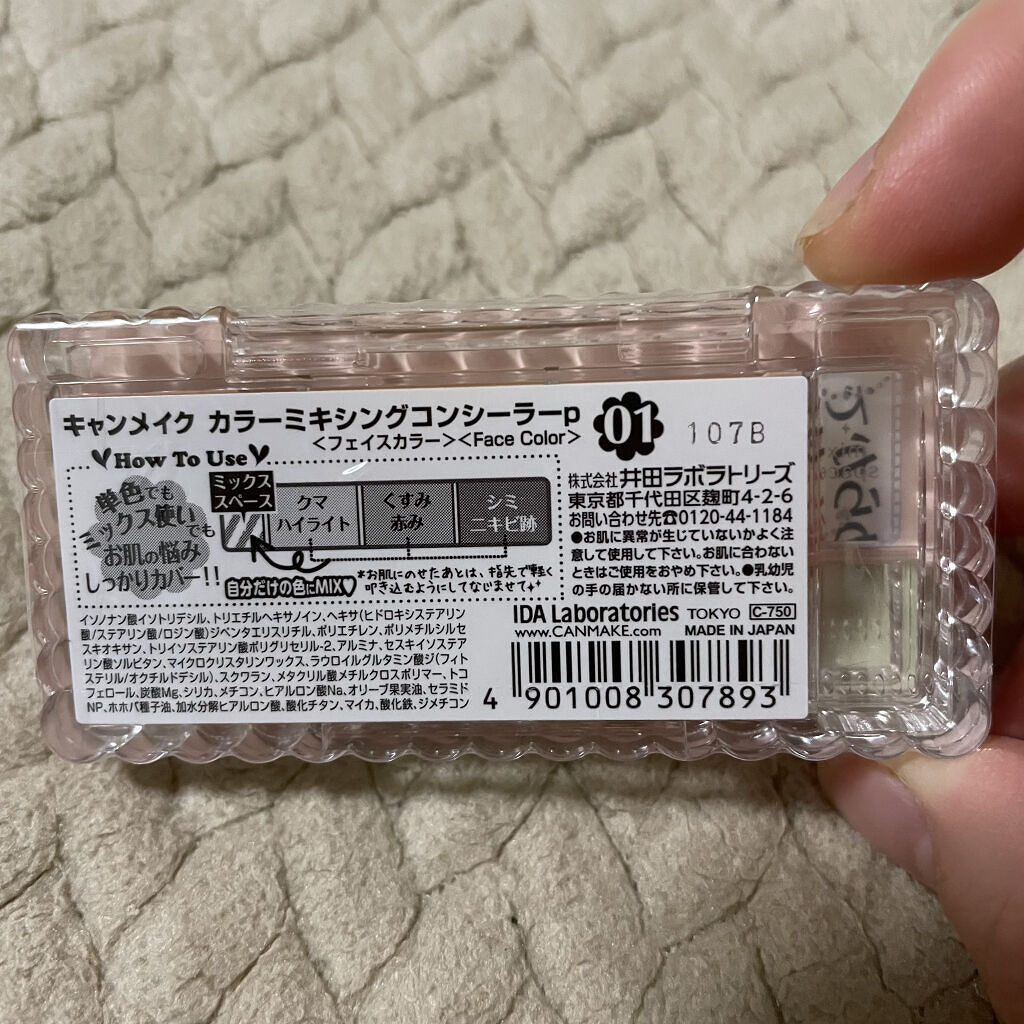 キャンメイク カラーミキシングコンシーラーp
<フェイスカラー><Face Color>
01
107B
How To Use
単色でも
ミックス使いでも
お肌の悩み
しっかりカバー!!
ミックス
スペース
クマ
ハイライト
くすみ
赤み
シミ
ニキビ跡
自分だけの色にMIX♥
*お肌にのせたあとは、指先で軽く
叩き込むようにしてなじませて
株式会社 井田ラボラトリーズ
東京都千代田区麹町4-2-6
お問い合わせ先☎0120-44-1184
●お肌に異常が生じていないかよく注
意して使用して下さい。お肌に合わない
ときはご使用をおやめ下さい。●乳幼児
の手の届かない所に保管して下さい。
イソノナン酸イソトリデシル、トリエチルヘキサノイン、ヘキサ(ヒドロキシステアリン
酸/ステアリン酸/ロジン酸)ジペンタエリスリチル、ポリエチレン、ポリメチルシルセ
スキオキサン、トリイソステアリン酸ポリグリセリル-2、アルミナ、セスキイソステア
リン酸ソルビタン、マイクロクリスタリンワックス、ラウロイルグルタミン酸ジ(フィト
ステリル/オクチルドデシル)、スクワラン、メタクリル酸メチルクロスポリマー、トコ
フェロール、炭酸Mg、シリカ、メチコン、ヒアルロン酸Na、オリーブ果実油、セラミド
NP、ホホバ種子油、加水分解ヒアルロン酸、酸化チタン、マイカ、酸化鉄、ジメチコン
IDA Laboratories TOKYO C-750
www.CANMAKE.com MADE IN JAPAN
4 901008 307893